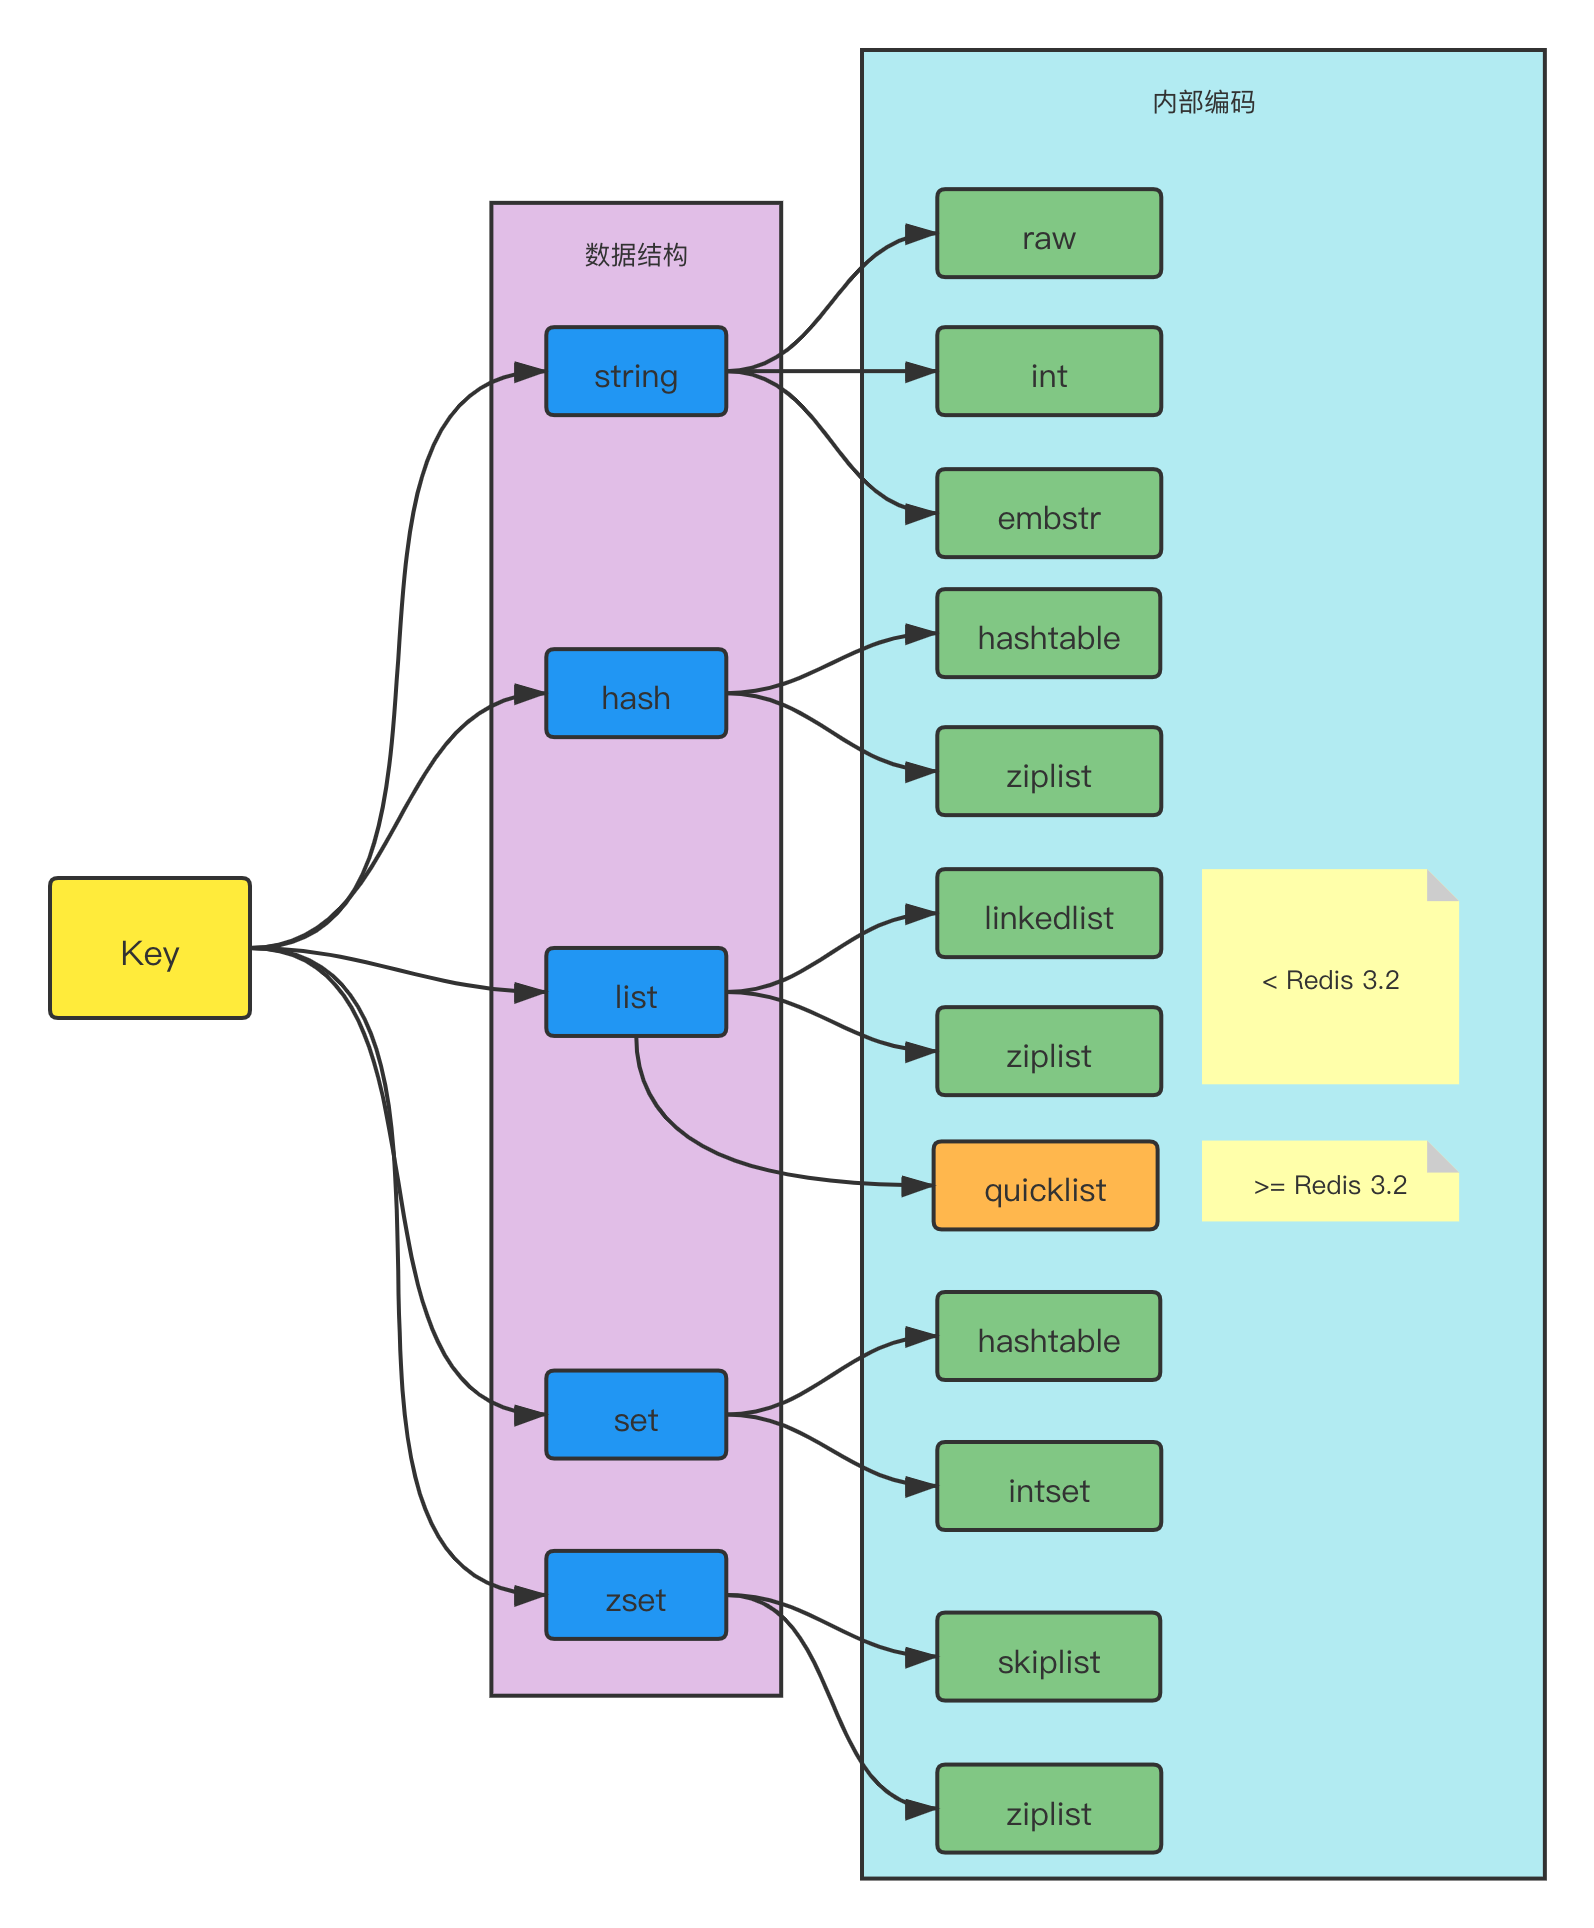 内部编码
数据结构
raw
string
int
embstr
hashtable
hash
ziplist
linkedlist
Key
< Redis 3.2
list
ziplist
quicklist
>= Redis 3.2
hashtable
set
intset
zset
skiplist
ziplist